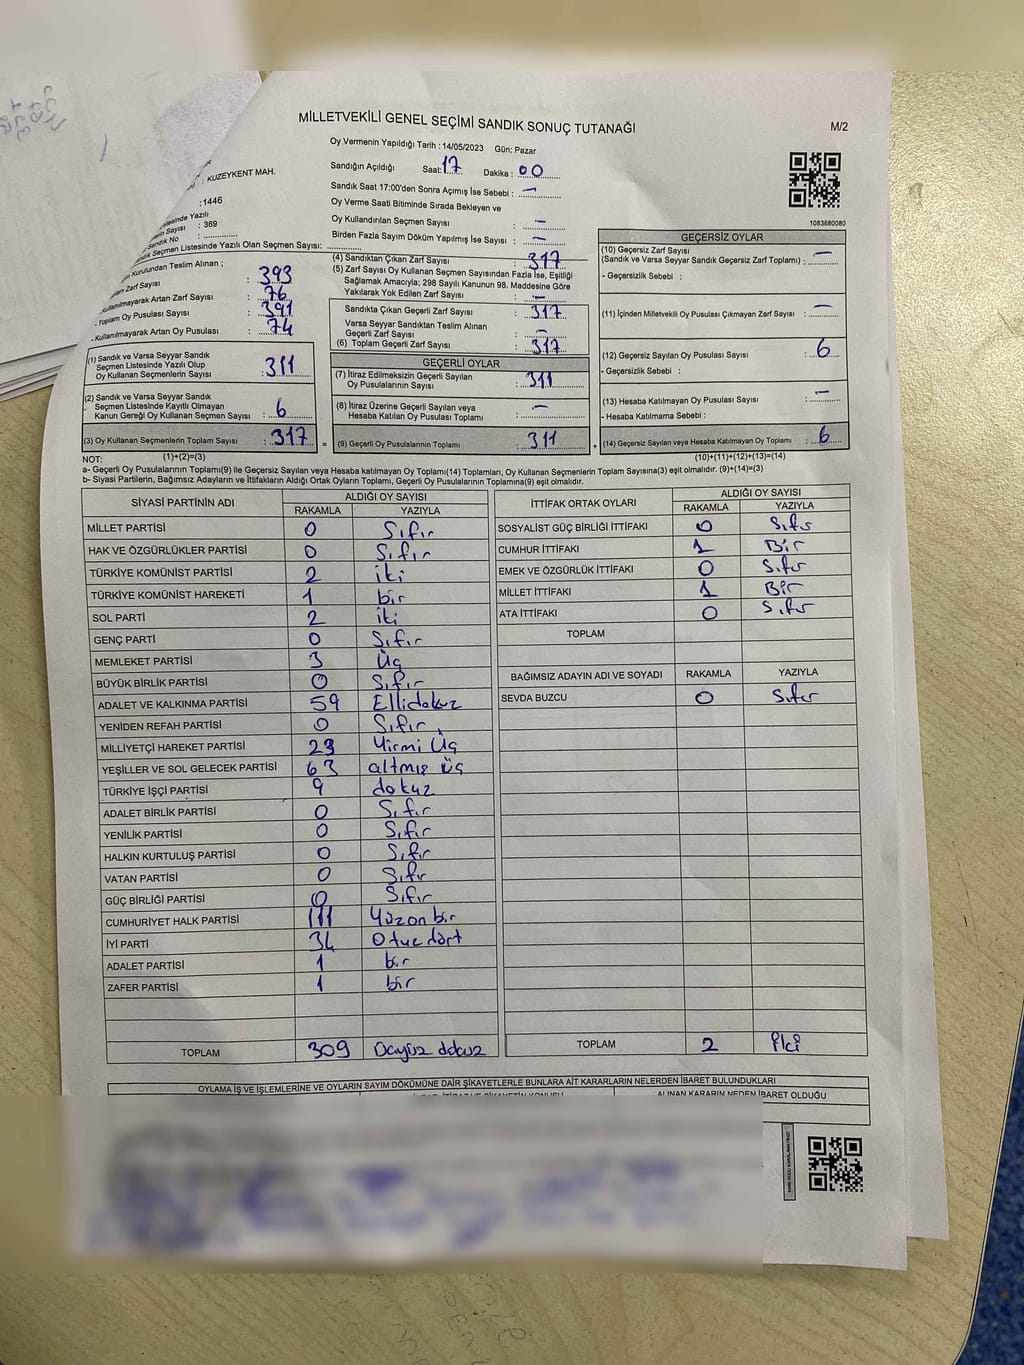 MİLLETVEKİLİ GENEL SEÇİMİ SANDIK SONUÇ TUTANAĞI
M/2
Oy Vermenin Yapıldığı Tarih : 14/05/2023 Gün: Pazar
: KUZEYKENT MAH.
Sandığın Açıldığı Saat: 17 Dakika : 00
:1446
Sandık Saat 17:00'den Sonra Açımış İse Sebebi : –
Oy Verme Saati Bitiminde Sırada Bekleyen ve
Oy Kullandırılan Seçmen Sayısı : –
Birden Fazla Sayım Döküm Yapılmış İse Sayısı : –
1083680080
Yazılı
: 369
Sandık No :
Seçmen Listesinde Yazılı Olan Seçmen Sayısı:
Kurulundan Teslim Alınan ;
Zarf Sayısı : 393
Kullanılmayarak Artan Zarf Sayısı : 76
- Toplam Oy Pusulası Sayısı : 391
- Kullanılmayarak Artan Oy Pusulası : 74
(1) Sandık ve Varsa Seyyar Sandık
Seçmen Listesinde Yazılı Olup
Oy Kullanan Seçmenlerin Sayısı : 311
(2) Sandık ve Varsa Seyyar Sandık
Seçmen Listesinde Kayıtlı Olmayan
Kanun Gereği Oy Kullanan Seçmen Sayısı : 6
(3) Oy Kullanan Seçmenlerin Toplam Sayısı : 317 =
(4) Sandıktan Çıkan Zarf Sayısı : 317
(5) Zarf Sayısı Oy Kullanan Seçmen Sayısından Fazla İse, Eşitliği
Sağlamak Amacıyla; 298 Sayılı Kanunun 98. Maddesine Göre
Yakılarak Yok Edilen Zarf Sayısı : –
Sandıkta Çıkan Geçerli Zarf Sayısı : 317
Varsa Seyyar Sandıktan Teslim Alınan
Geçerli Zarf Sayısı : –
(6) Toplam Geçerli Zarf Sayısı : 317
GEÇERLİ OYLAR
(7) İtiraz Edilmeksizin Geçerli Sayılan
Oy Pusulalarının Sayısı : 311
(8) İtiraz Üzerine Geçerli Sayılan veya
Hesaba Katılan Oy Pusulası Toplamı : –
(9) Geçerli Oy Pusulalarının Toplamı : 311 +
GEÇERSİZ OYLAR
(10) Geçersiz Zarf Sayısı
(Sandık ve Varsa Seyyar Sandık Geçersiz Zarf Toplamı) : –
- Geçersizlik Sebebi :
(11) İçinden Milletvekili Oy Pusulası Çıkmayan Zarf Sayısı : –
(12) Geçersiz Sayılan Oy Pusulası Sayısı : 6
- Geçersizlik Sebebi :
(13) Hesaba Katılmayan Oy Pusulası Sayısı : –
- Hesaba Katılmama Sebebi :
(14) Geçersiz Sayılan veya Hesaba Katılmayan Oy Toplamı : 6
NOT: (1)+(2)=(3) (10)+(11)+(12)+(13)=(14)
a- Geçerli Oy Pusulalarının Toplamı(9) ile Geçersiz Sayılan veya Hesaba katılmayan Oy Toplamı(14) Toplamları, Oy Kullanan Seçmenlerin Toplam Sayısına(3) eşit olmalıdır. (9)+(14)=(3)
b- Siyasi Partilerin, Bağımsız Adayların ve İttifakların Aldığı Ortak Oyların Toplamı, Geçerli Oy Pusulalarının Toplamına(9) eşit olmalıdır.
SİYASİ PARTİNİN ADI ALDIĞI OY SAYISI
RAKAMLA YAZIYLA
MİLLET PARTİSİ 0 Sıfır
HAK VE ÖZGÜRLÜKLER PARTİSİ 0 Sıfır
TÜRKİYE KOMÜNİST PARTİSİ 2 iki
TÜRKİYE KOMÜNİST HAREKETİ 1 bir
SOL PARTİ 2 iki
GENÇ PARTİ 0 Sıfır
MEMLEKET PARTİSİ 3 Üç
BÜYÜK BİRLİK PARTİSİ 0 Sıfır
ADALET VE KALKINMA PARTİSİ 59 Ellidokuz
YENİDEN REFAH PARTİSİ 0 Sıfır
MİLLİYETÇİ HAREKET PARTİSİ 23 Yirmi Üç
YEŞİLLER VE SOL GELECEK PARTİSİ 63 altmış üç
TÜRKİYE İŞÇİ PARTİSİ 9 dokuz
ADALET BİRLİK PARTİSİ 0 Sıfır
YENİLİK PARTİSİ 0 Sıfır
HALKIN KURTULUŞ PARTİSİ 0 Sıfır
VATAN PARTİSİ 0 Sıfır
GÜÇ BİRLİĞİ PARTİSİ 0 Sıfır
CUMHURİYET HALK PARTİSİ 111 Yüzon bir
İYİ PARTİ 34 Otuz dört
ADALET PARTİSİ 1 bir
ZAFER PARTİSİ 1 bir
TOPLAM 309 Üçyüz dokuz
İTTİFAK ORTAK OYLARI ALDIĞI OY SAYISI
RAKAMLA YAZIYLA
SOSYALİST GÜÇ BİRLİĞİ İTTİFAKI 0 Sıfır
CUMHUR İTTİFAKI 1 Bir
EMEK VE ÖZGÜRLÜK İTTİFAKI 0 Sıfır
MİLLET İTTİFAKI 1 Bir
ATA İTTİFAKI 0 Sıfır
TOPLAM
BAĞIMSIZ ADAYIN ADI VE SOYADI RAKAMLA YAZIYLA
SEVDA BUZCU 0 Sıfır
TOPLAM 2 iki
OYLAMA İŞ VE İŞLEMLERİNE VE OYLARIN SAYIM DÖKÜMÜNE DAİR ŞİKAYETLERLE BUNLARA AİT KARARLARIN NELERDEN İBARET BULUNDUKLARI
ALINAN KARARIN NEDEN İBARET OLDUĞU